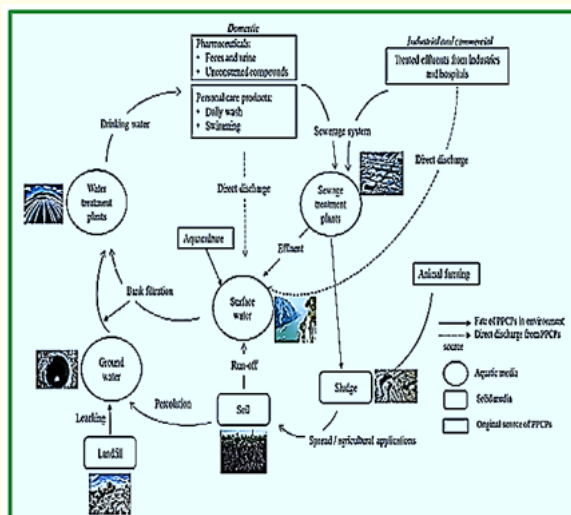 Domestic
Pharmaceuticals:
• Feces and urine
• Unconstened compounds
Personal care products:
• Daily wash
• Swimming
Industrial and commercial
Treated effluents from industries
and hospitals
Drinking water
Sewerage system
Direct discharge
Direct discharge
Water
treatment
plants
Sewage
treatment
plants
Effluent
Aquaculture
Animal farming
Bank filtration
Surface
water
Fate of PPCPs in environment
Direct discharge from PPCPs
source
Ground
water
Run-off
Aquatic media
Sludge
Percolation
Soil
Solid media
Leaching
Spread / agricultural applications
Original source of PPCPs
Landfill